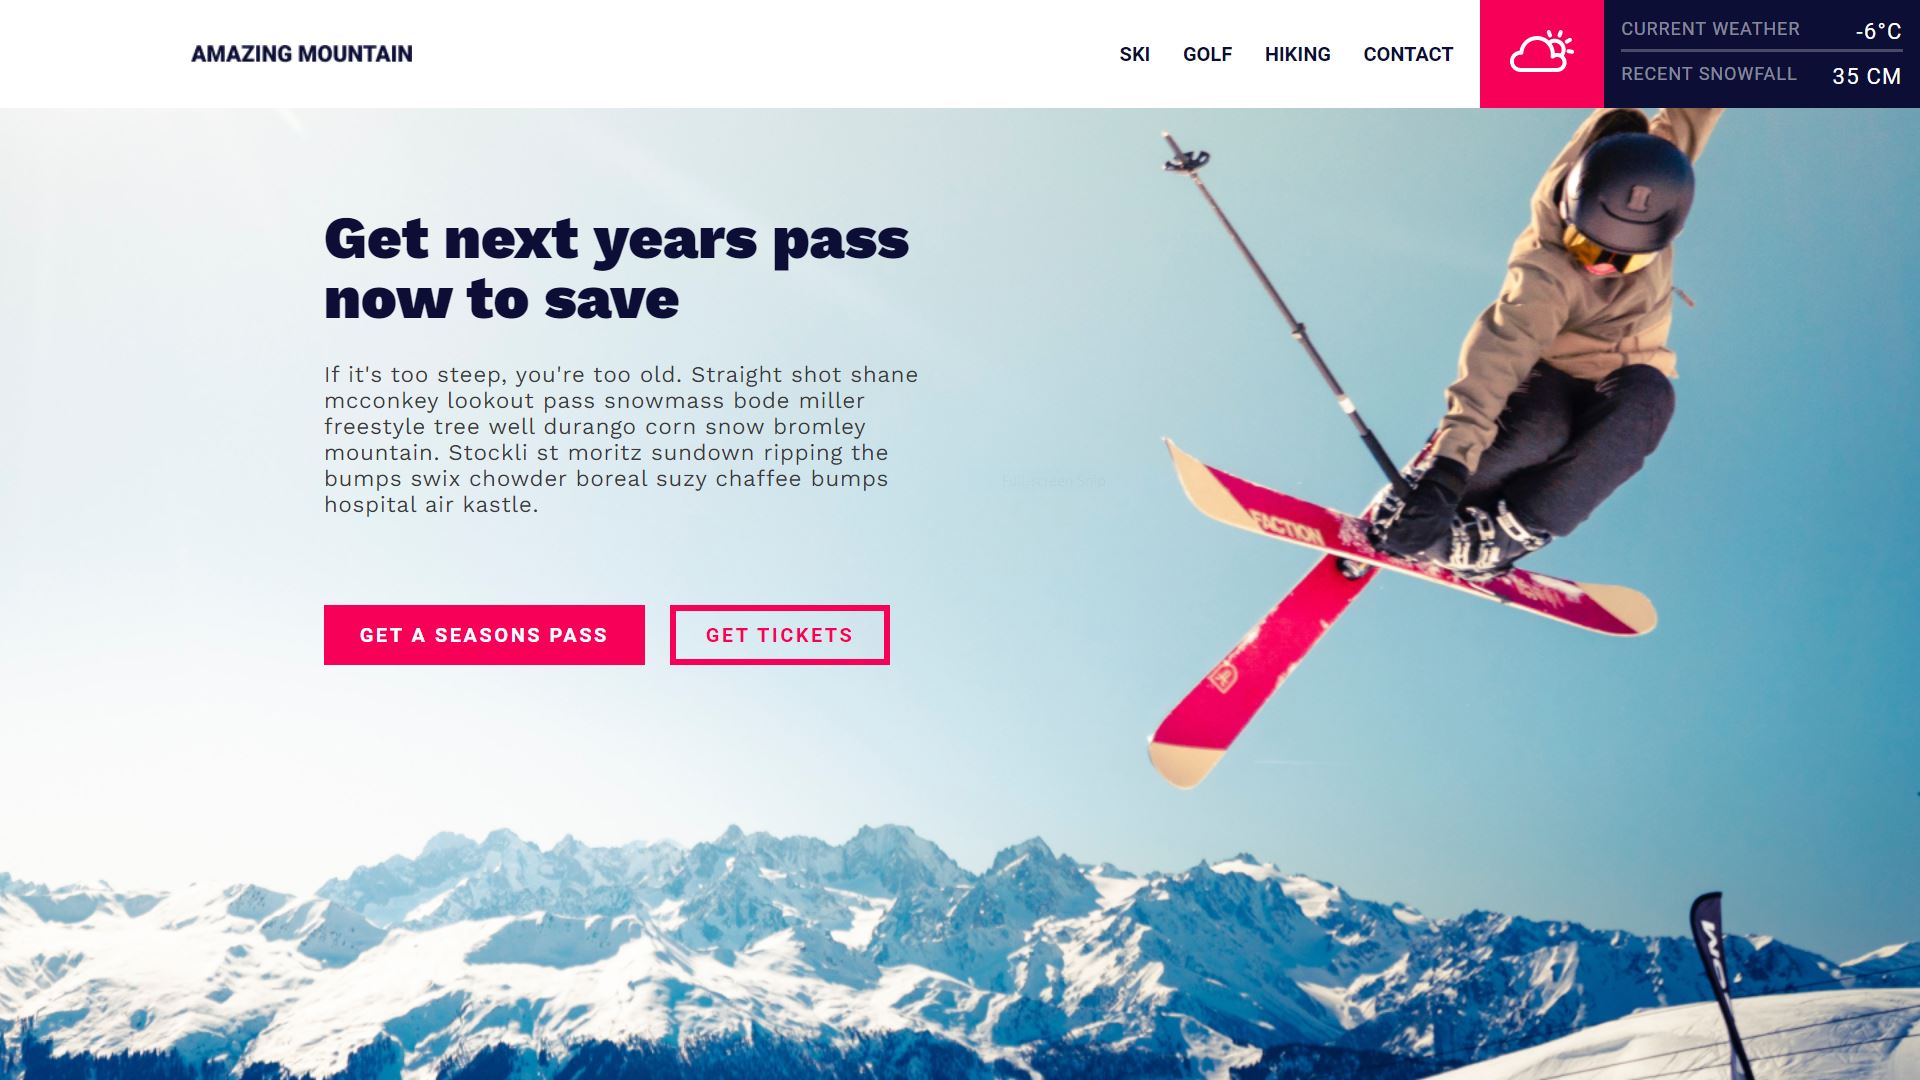 AMAZING MOUNTAIN
SKI GOLF HIKING CONTACT
CURRENT WEATHER -6°C
RECENT SNOWFALL 35 CM
Get next years pass
now to save
If it's too steep, you're too old. Straight shot shane
mcconkey lookout pass snowmass bode miller
freestyle tree well durango corn snow bromley
mountain. Stockli st moritz sundown ripping the
bumps swix chowder boreal suzy chaffee bumps
hospital air kastle.
Full-screen Snip
FACTION
GET A SEASONS PASS GET TICKETS